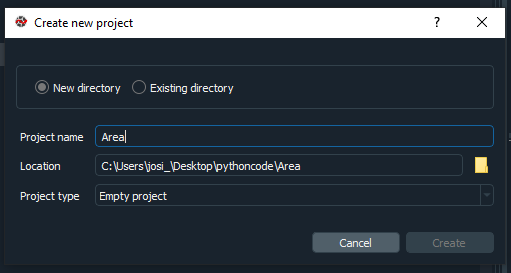 Create new project
? ×
New directory Existing directory
Project name Area
Location C:\Users\josi_\Desktop\pythoncode\Area
Project type Empty project
Cancel Create